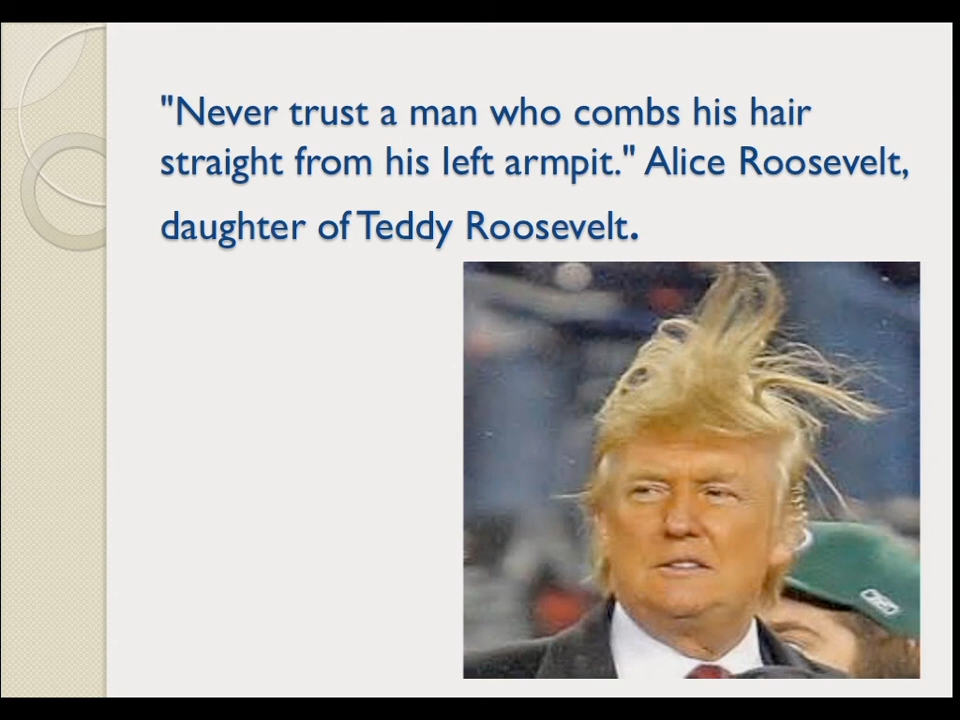 "Never trust a man who combs his hair
straight from his left armpit." Alice Roosevelt,
daughter of Teddy Roosevelt.